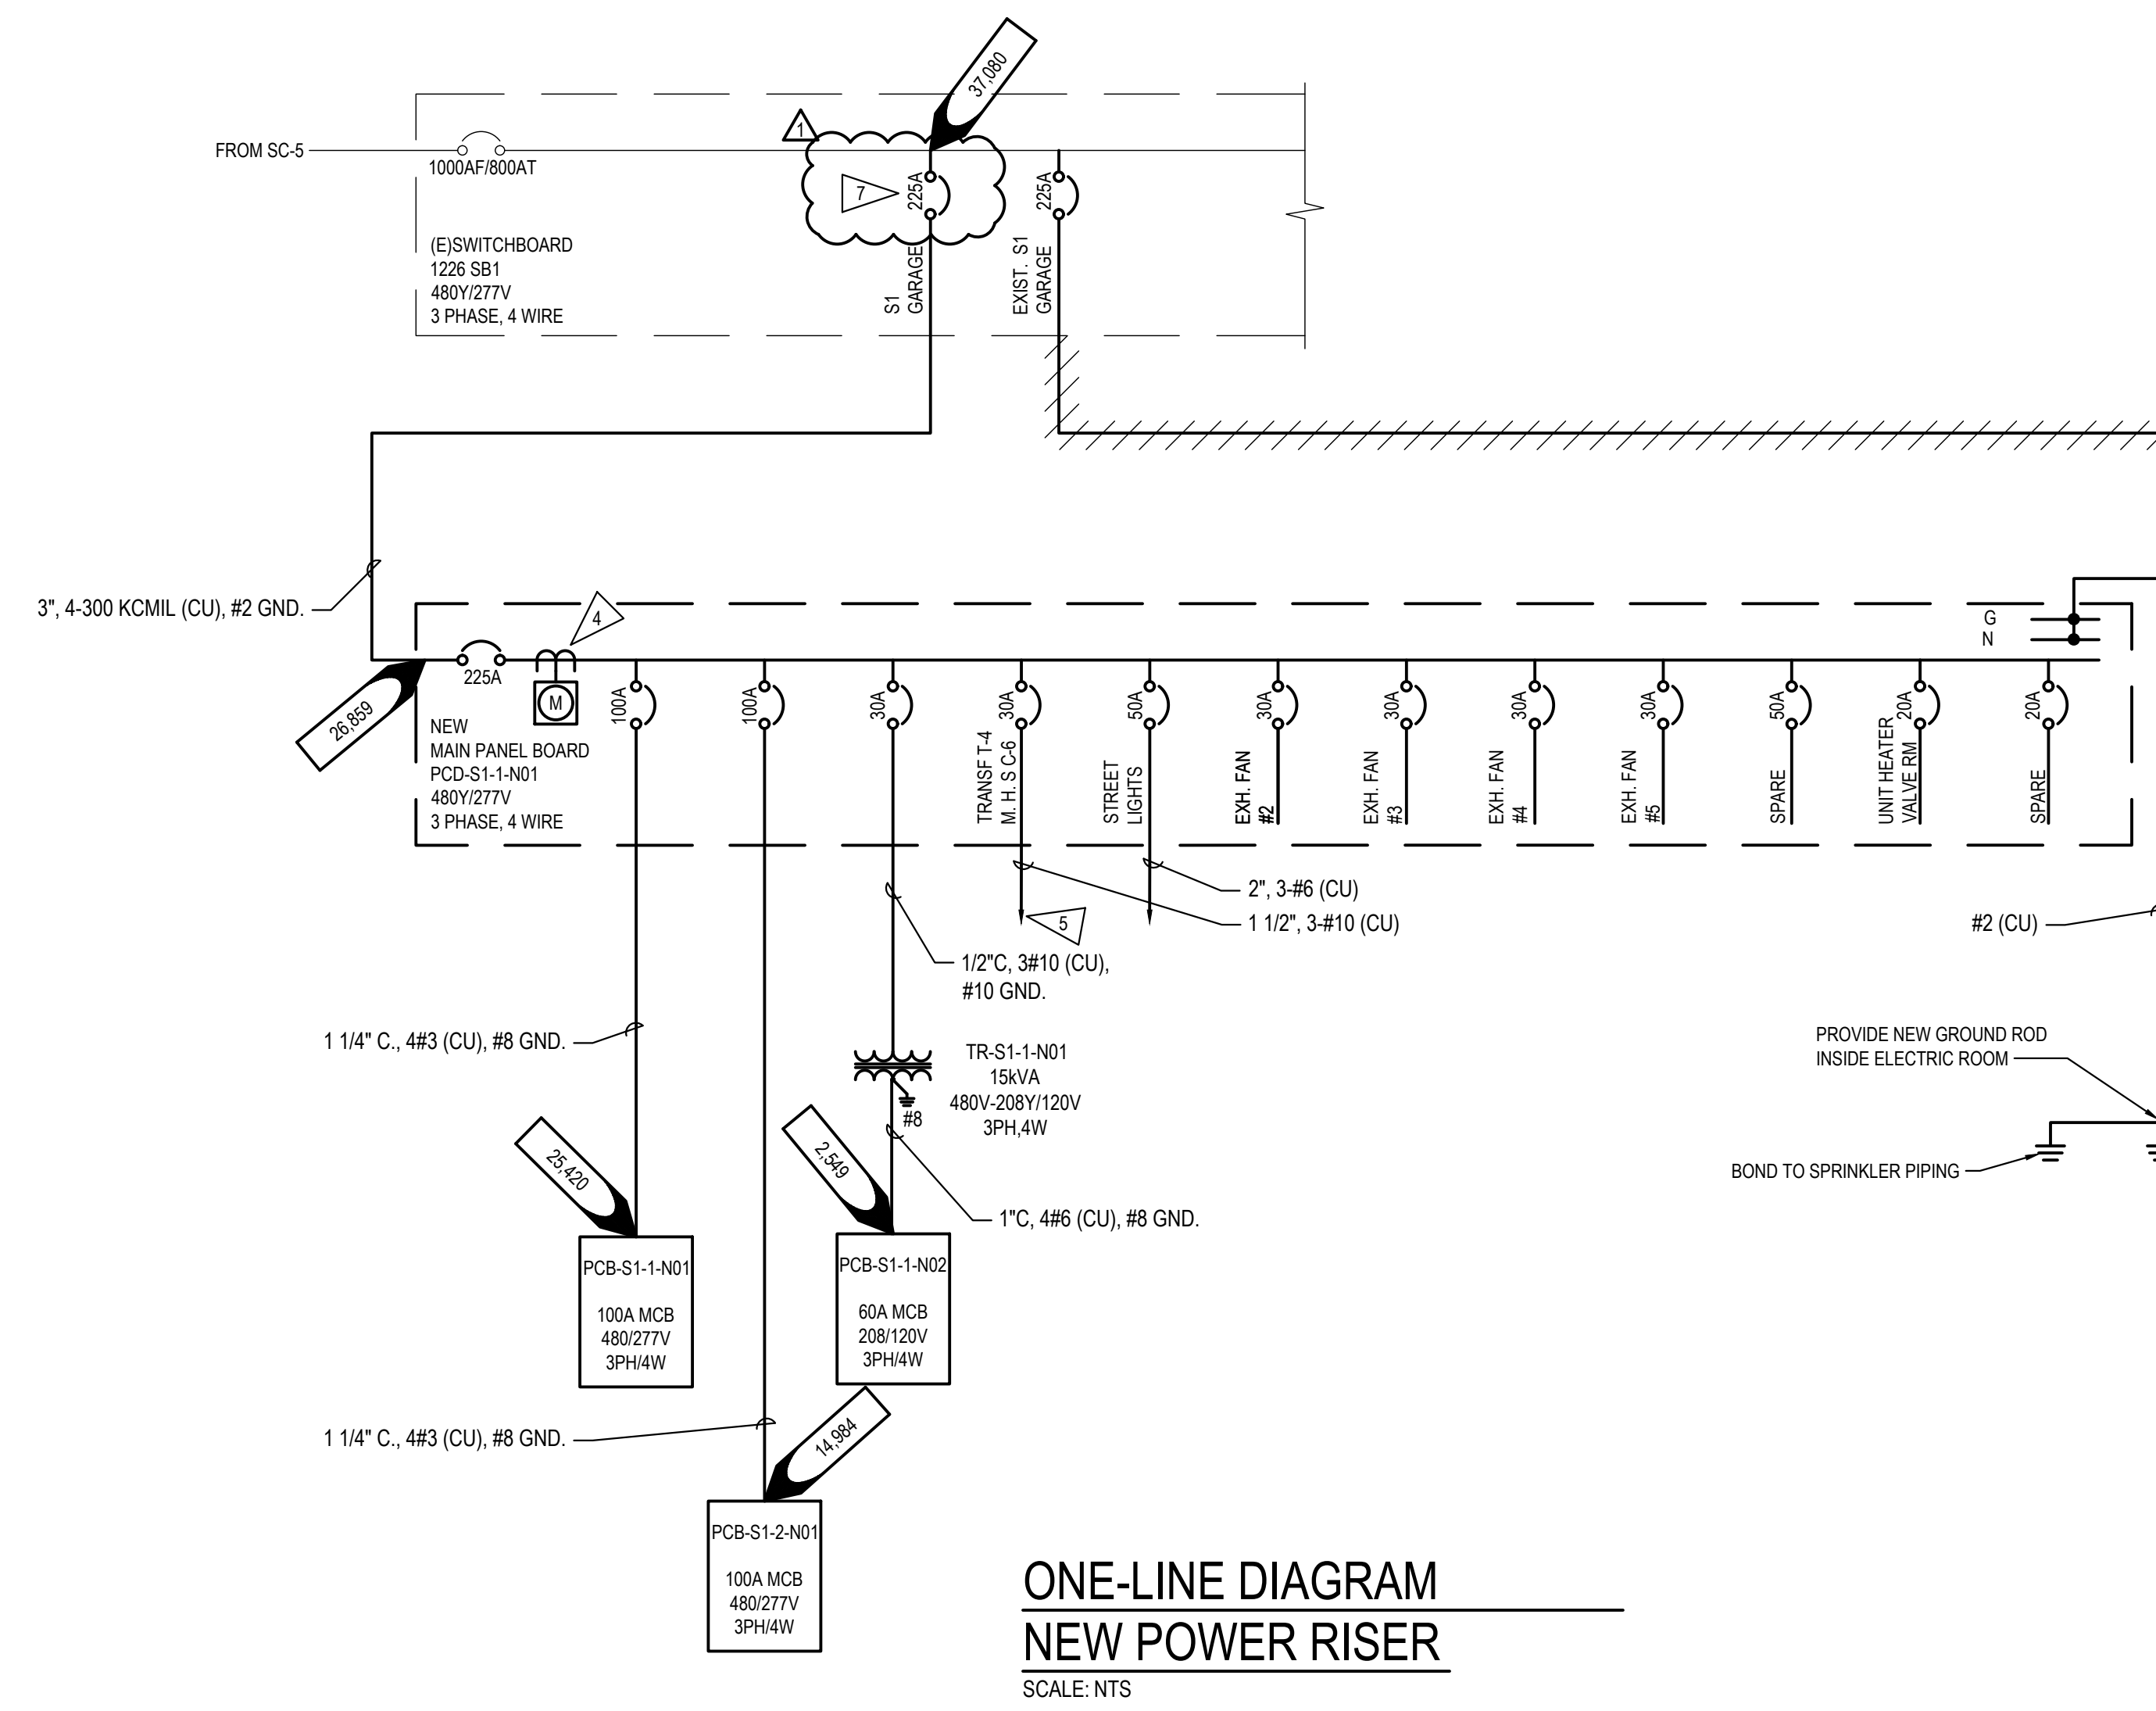 37,080
1
FROM SC-5
1000AF/800AT
7
225A
225A
(E)SWITCHBOARD
1226 SB1
480Y/277V
3 PHASE, 4 WIRE
S1
GARAGE
EXIST. S1
GARAGE
3", 4-300 KCMIL (CU), #2 GND.
4
G
N
225A
M
26,859
NEW
MAIN PANEL BOARD
PCD-S1-1-N01
480Y/277V
3 PHASE, 4 WIRE
100A
100A
30A
30A
TRANSF T-4
M. H. S C-6
50A
STREET
LIGHTS
30A
EXH. FAN
#2
30A
EXH. FAN
#3
30A
EXH. FAN
#4
30A
EXH. FAN
#5
50A
SPARE
20A
UNIT HEATER
VALVE RM
20A
SPARE
2", 3-#6 (CU)
1 1/2", 3-#10 (CU)
5
#2 (CU)
1/2"C, 3#10 (CU),
#10 GND.
1 1/4" C., 4#3 (CU), #8 GND.
TR-S1-1-N01
15kVA
480V-208Y/120V
3PH,4W
#8
PROVIDE NEW GROUND ROD
INSIDE ELECTRIC ROOM
BOND TO SPRINKLER PIPING
25,420
2,549
1"C, 4#6 (CU), #8 GND.
PCB-S1-1-N01
100A MCB
480/277V
3PH/4W
PCB-S1-1-N02
60A MCB
208/120V
3PH/4W
1 1/4" C., 4#3 (CU), #8 GND.
14,984
PCB-S1-2-N01
100A MCB
480/277V
3PH/4W
ONE-LINE DIAGRAM
NEW POWER RISER
SCALE: NTS